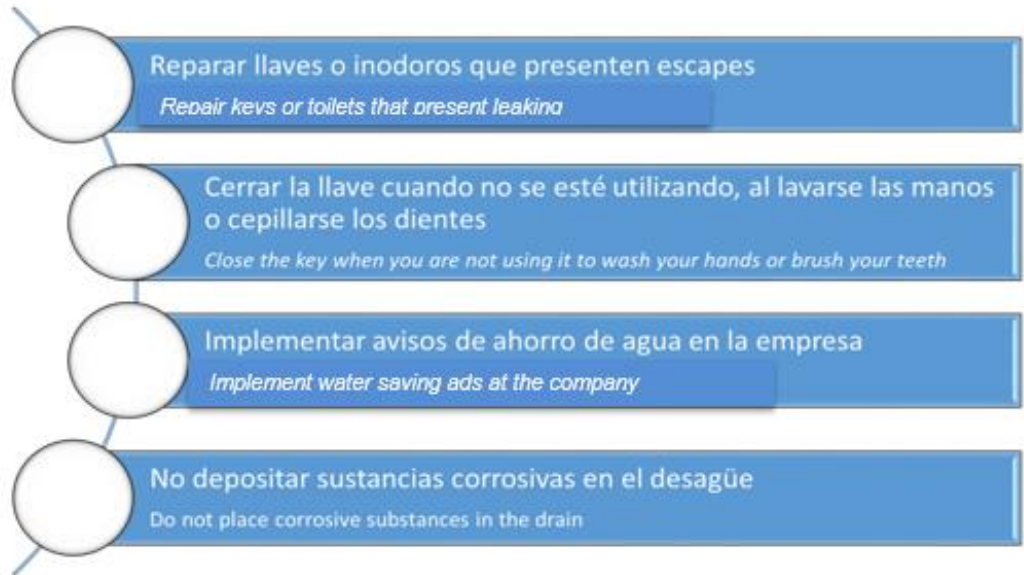 Reparar llaves o inodoros que presenten escapes
Repair keys or toilets that present leaking
Cerrar la llave cuando no se esté utilizando, al lavarse las manos
o cepillarse los dientes
Close the key when you are not using it to wash your hands or brush your teeth
Implementar avisos de ahorro de agua en la empresa
Implement water saving ads at the company
No depositar sustancias corrosivas en el desagüe
Do not place corrosive substances in the drain